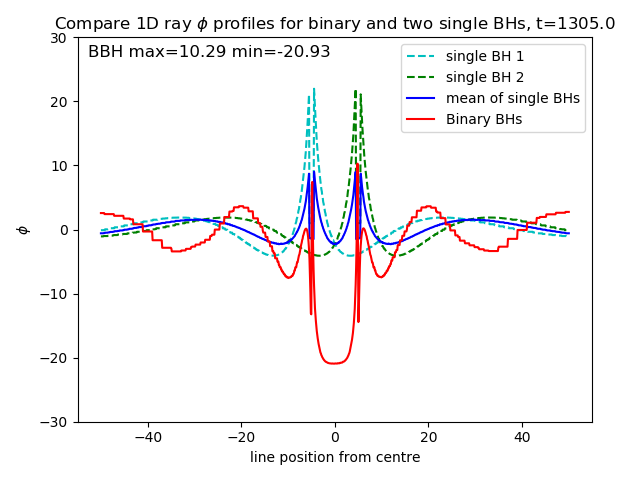 Compare 1D ray ϕ profiles for binary and two single BHs, t=1305.0
BBH max=10.29 min=-20.93
single BH 1
single BH 2
mean of single BHs
Binary BHs
30
20
10
0
−10
−20
−30
ϕ
−40
−20
0
20
40
line position from centre